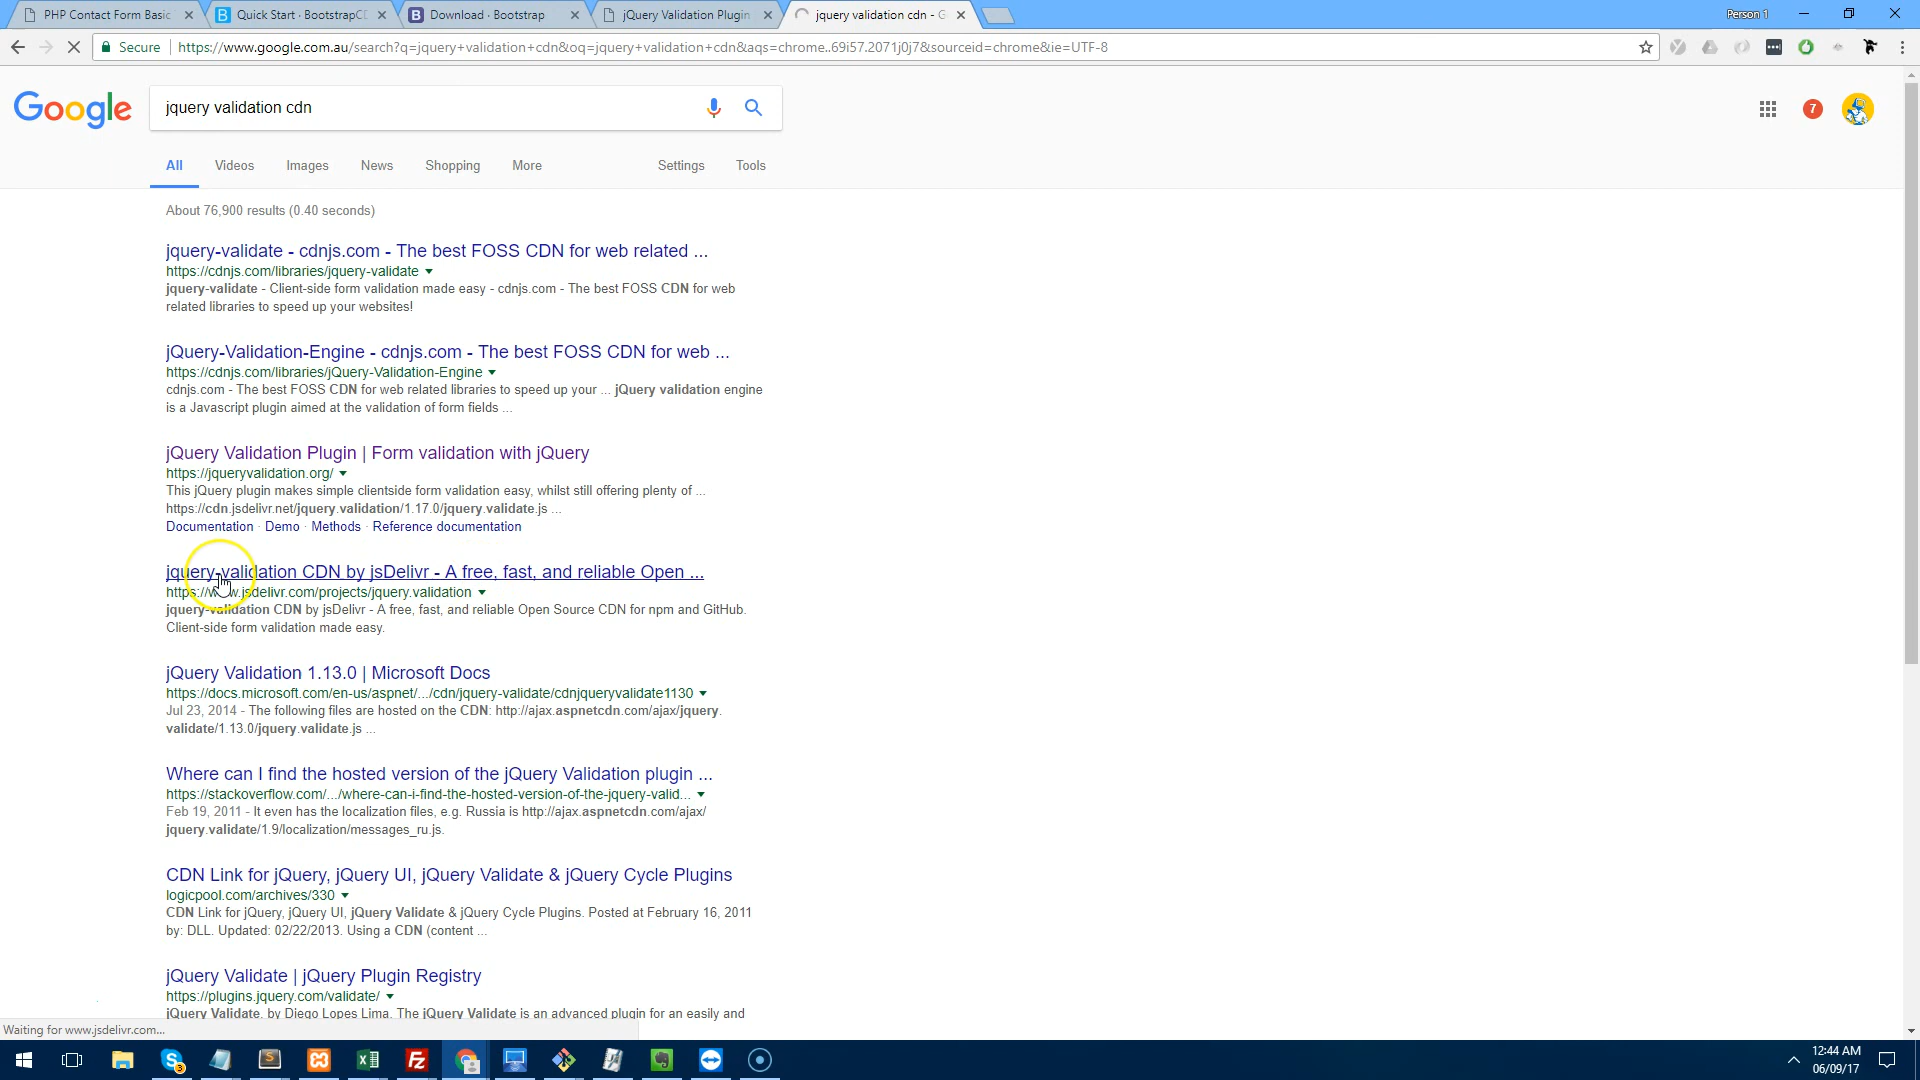 PHP Contact Form Basic
Quick Start · BootstrapC
Download · Bootstrap
jQuery Validation Plugin
jquery validation cdn - G
Person 1
Secure
https://www.google.com.au/search?q=jquery+validation+cdn&oq=jquery+validation+cdn&aqs=chrome..69i57.2071j0j7&sourceid=chrome&ie=UTF-8
Google
jquery validation cdn
7
All
Videos
Images
News
Shopping
More
Settings
Tools
About 76,900 results (0.40 seconds)
jquery-validate - cdnjs.com - The best FOSS CDN for web related ...
https://cdnjs.com/libraries/jquery-validate
jquery-validate - Client-side form validation made easy - cdnjs.com - The best FOSS CDN for web
related libraries to speed up your websites!
jQuery-Validation-Engine - cdnjs.com - The best FOSS CDN for web ...
https://cdnjs.com/libraries/jQuery-Validation-Engine
cdnjs.com - The best FOSS CDN for web related libraries to speed up your ... jQuery validation engine
is a Javascript plugin aimed at the validation of form fields ...
jQuery Validation Plugin | Form validation with jQuery
https://jqueryvalidation.org/
This jQuery plugin makes simple clientside form validation easy, whilst still offering plenty of ...
https://cdn.jsdelivr.net/jquery.validation/1.17.0/jquery.validate.js ...
Documentation · Demo · Methods · Reference documentation
jquery-validation CDN by jsDelivr - A free, fast, and reliable Open ...
https://www.jsdelivr.com/projects/jquery.validation
jquery-validation CDN by jsDelivr - A free, fast, and reliable Open Source CDN for npm and GitHub.
Client-side form validation made easy.
jQuery Validation 1.13.0 | Microsoft Docs
https://docs.microsoft.com/en-us/aspnet/.../cdn/jquery-validate/cdnjqueryvalidate1130
Jul 23, 2014 - The following files are hosted on the CDN: http://ajax.aspnetcdn.com/ajax/jquery.
validate/1.13.0/jquery.validate.js ...
Where can I find the hosted version of the jQuery Validation plugin ...
https://stackoverflow.com/.../where-can-i-find-the-hosted-version-of-the-jquery-valid...
Feb 19, 2011 - It even has the localization files, e.g. Russia is http://ajax.aspnetcdn.com/ajax/
jquery.validate/1.9/localization/messages_ru.js.
CDN Link for jQuery, jQuery UI, jQuery Validate & jQuery Cycle Plugins
logicpool.com/archives/330
CDN Link for jQuery, jQuery UI, jQuery Validate & jQuery Cycle Plugins. Posted at February 16, 2011
by: DLL. Updated: 02/22/2013. Using a CDN (content ...
jQuery Validate | jQuery Plugin Registry
https://plugins.jquery.com/validate/
jQuery Validate. by Diego Lopes Lima. The jQuery Validate is an advanced plugin for an easily and
Waiting for www.jsdelivr.com...
12:44 AM
06/09/17